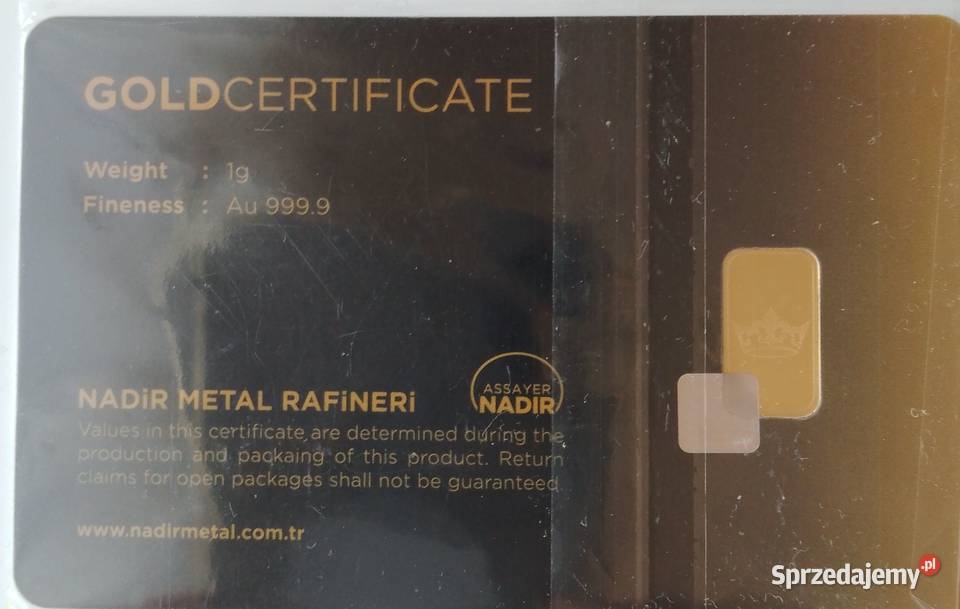 GOLDCERTIFICATE
Weight : 1g
Fineness : Au 999.9
NADiR METAL RAFiNERi
ASSAYER
NADIR
Values in this certificate are determined during the
production and packaing of this product. Return
claims for open packages shall not be guaranteed
www.nadirmetal.com.tr
Sprzedajemy.pl